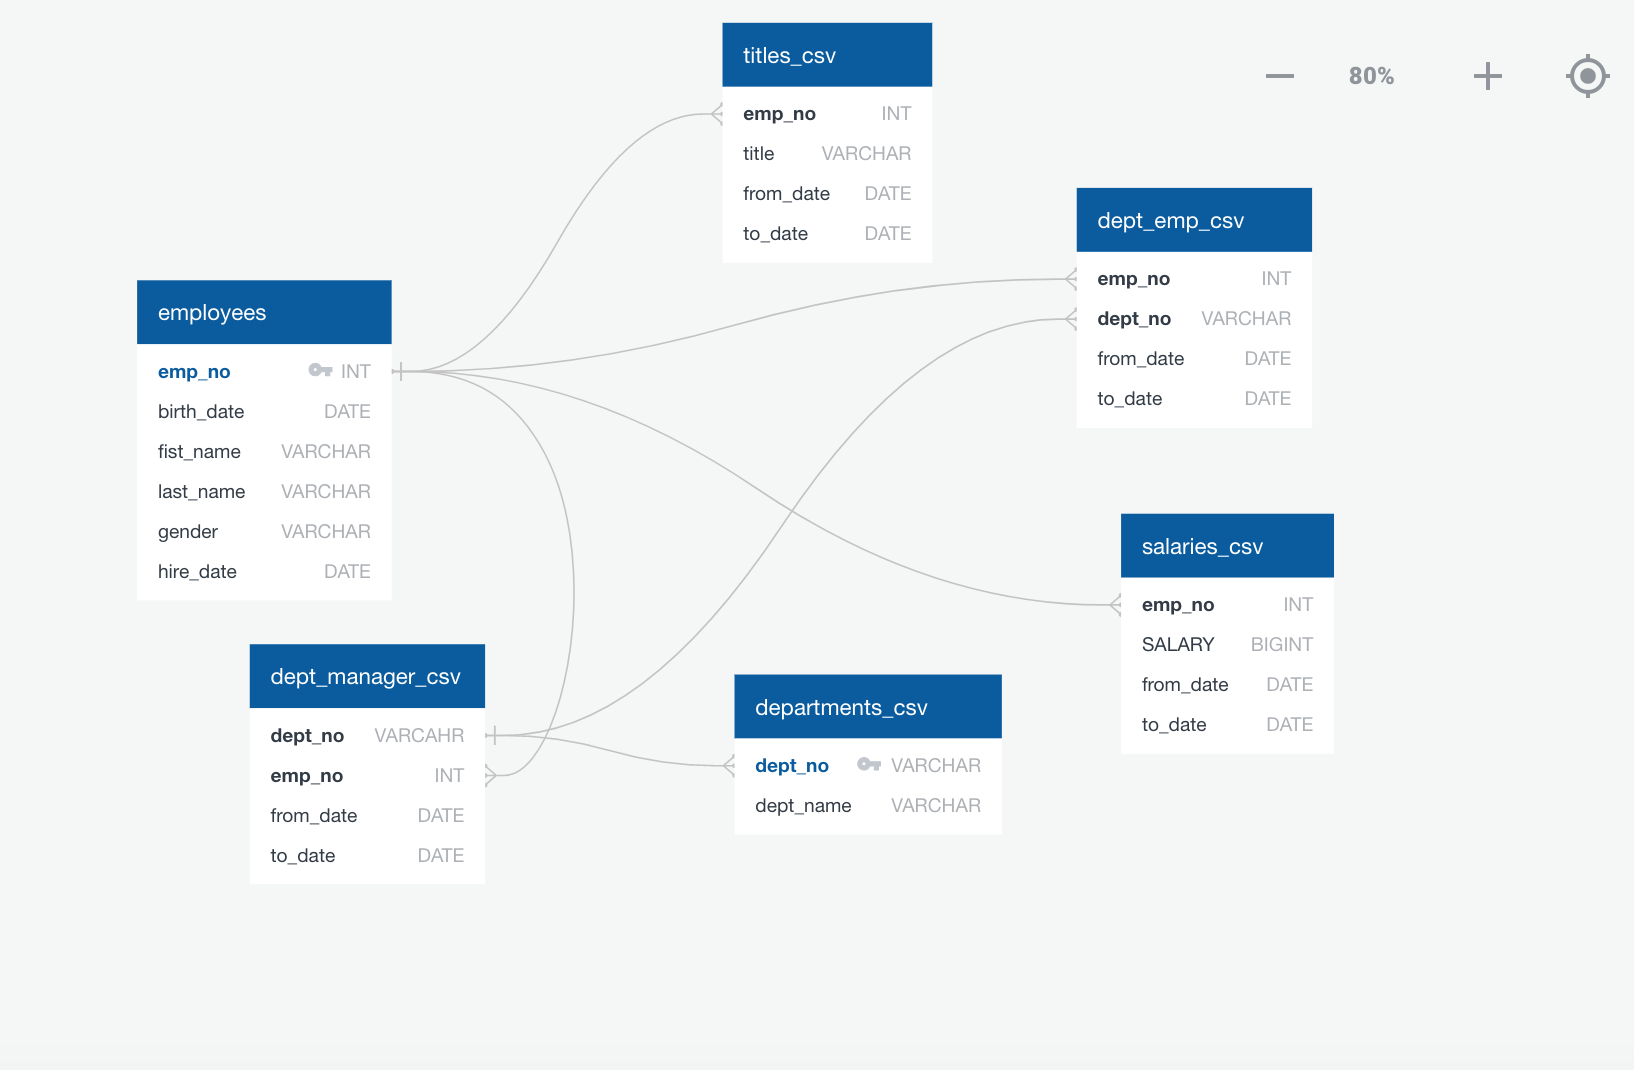 titles_csv
emp_no INT
title VARCHAR
from_date DATE
to_date DATE
80%
dept_emp_csv
emp_no INT
dept_no VARCHAR
from_date DATE
to_date DATE
employees
emp_no INT
birth_date DATE
fist_name VARCHAR
last_name VARCHAR
gender VARCHAR
hire_date DATE
salaries_csv
emp_no INT
SALARY BIGINT
from_date DATE
to_date DATE
dept_manager_csv
dept_no VARCAHR
emp_no INT
from_date DATE
to_date DATE
departments_csv
dept_no VARCHAR
dept_name VARCHAR